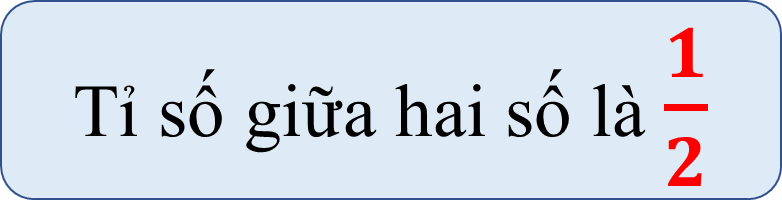 Tỉ số giữa hai số là 1/2